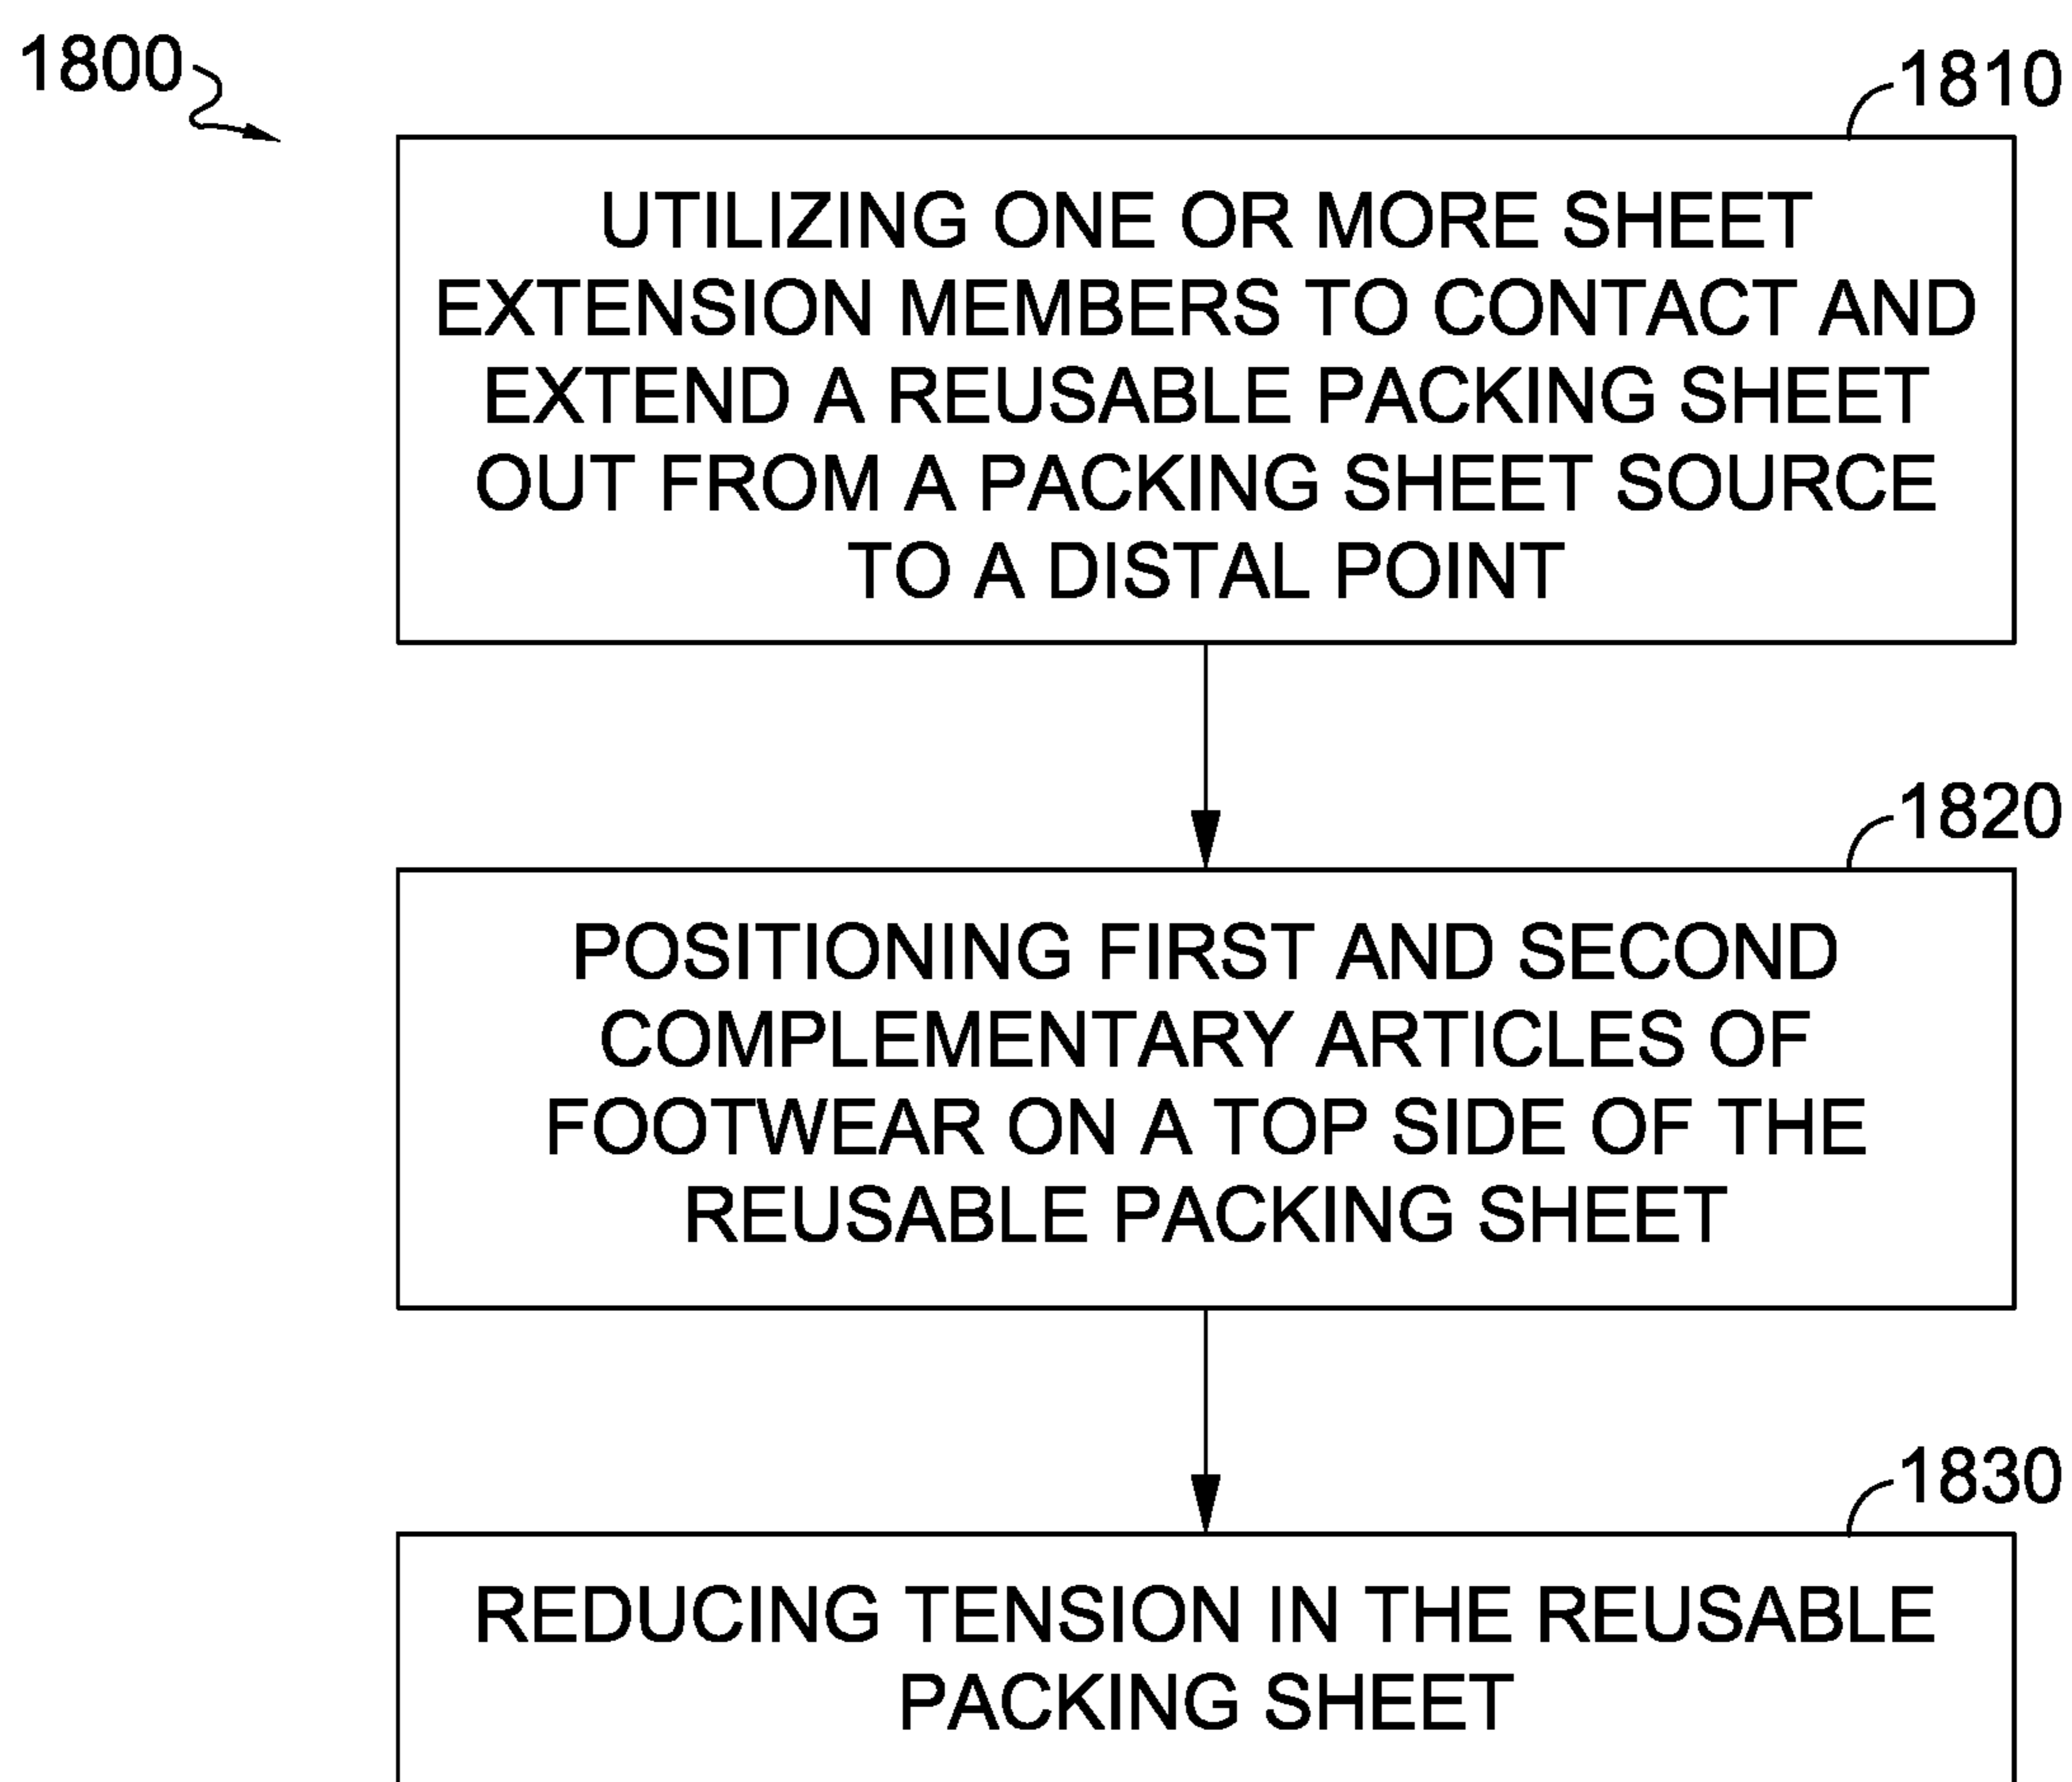 1800
1810
UTILIZING ONE OR MORE SHEET
EXTENSION MEMBERS TO CONTACT AND
EXTEND A REUSABLE PACKING SHEET
OUT FROM A PACKING SHEET SOURCE
TO A DISTAL POINT
1820
POSITIONING FIRST AND SECOND
COMPLEMENTARY ARTICLES OF
FOOTWEAR ON A TOP SIDE OF THE
REUSABLE PACKING SHEET
1830
REDUCING TENSION IN THE REUSABLE
PACKING SHEET